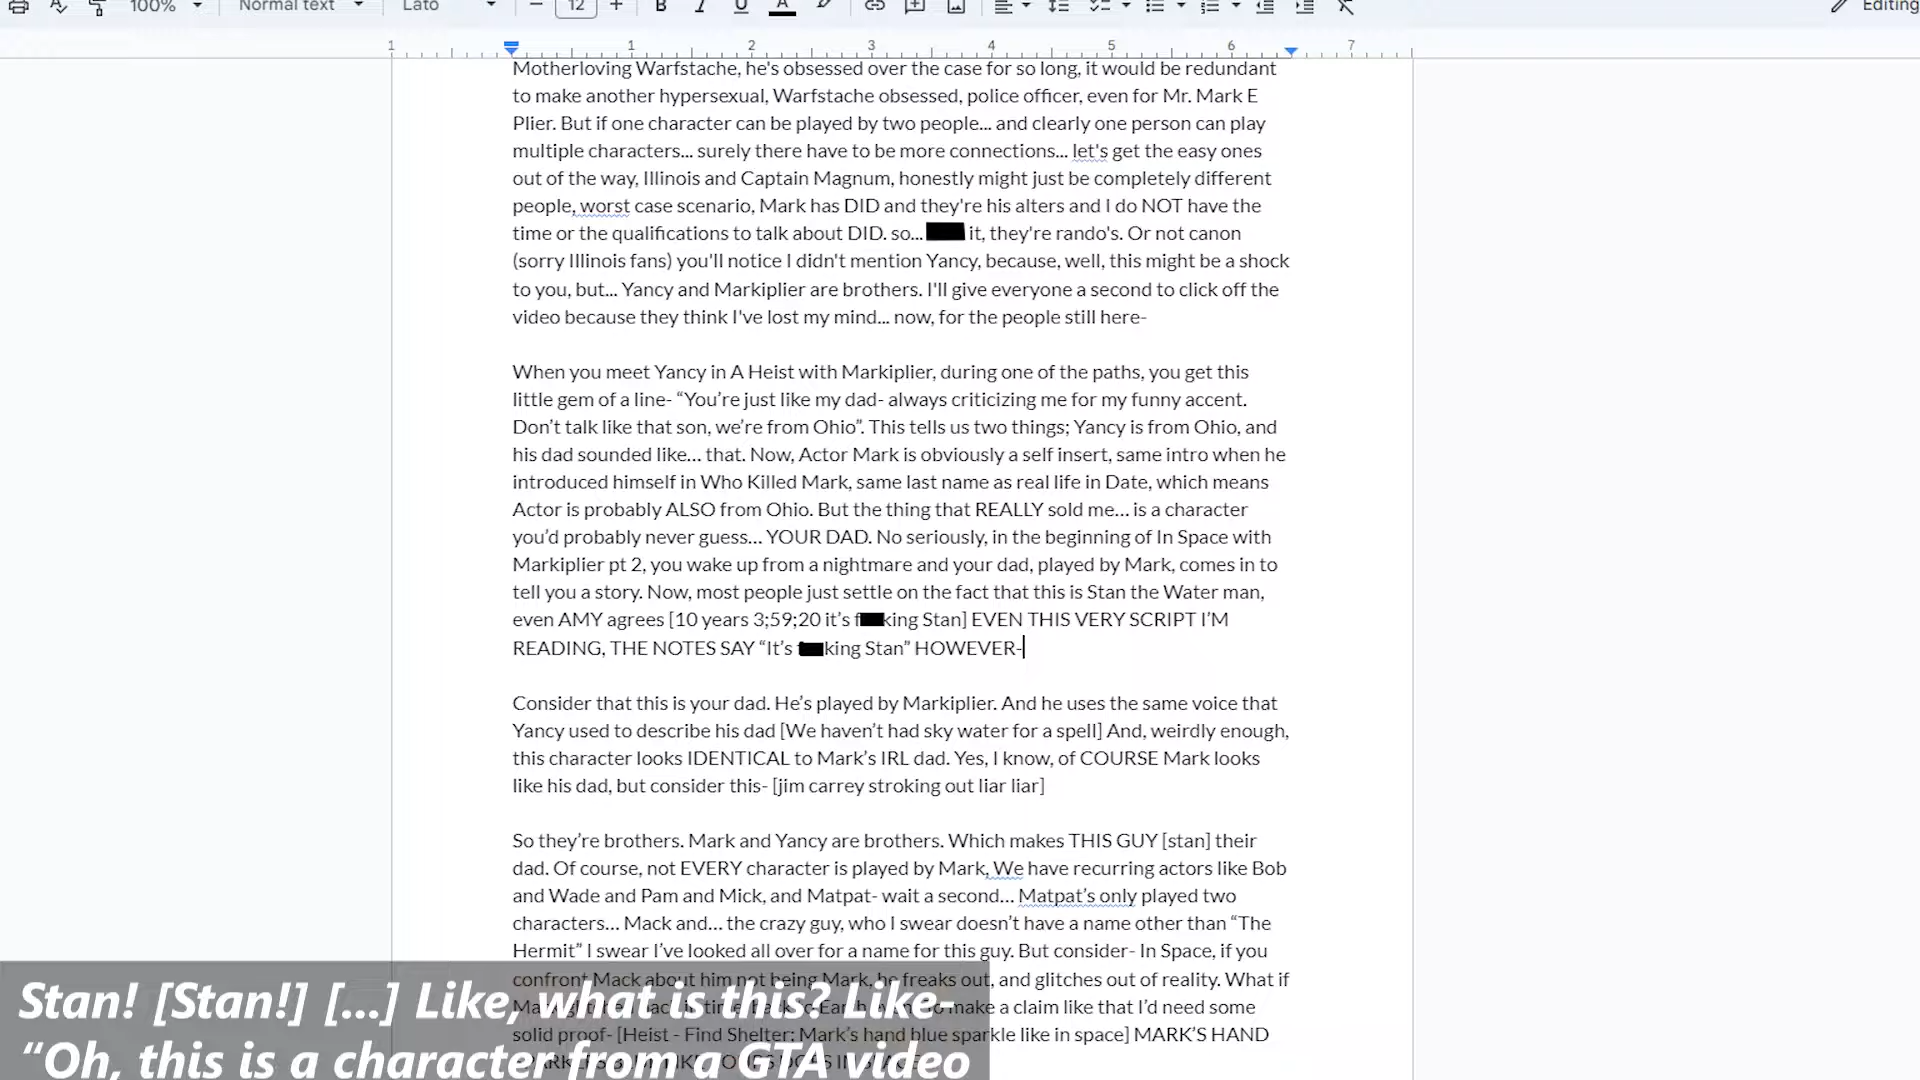 100%
Normal text
Lato
12
B I U A
Editing
1 1 2 3 4 5 6 7
Motherloving Warfstache, he's obsessed over the case for so long, it would be redundant
to make another hypersexual, Warfstache obsessed, police officer, even for Mr. Mark E
Plier. But if one character can be played by two people... and clearly one person can play
multiple characters... surely there have to be more connections... let's get the easy ones
out of the way, Illinois and Captain Magnum, honestly might just be completely different
people, worst case scenario, Mark has DID and they're his alters and I do NOT have the
time or the qualifications to talk about DID. so... it, they're rando's. Or not canon
(sorry Illinois fans) you'll notice I didn't mention Yancy, because, well, this might be a shock
to you, but... Yancy and Markiplier are brothers. I'll give everyone a second to click off the
video because they think I've lost my mind... now, for the people still here-
When you meet Yancy in A Heist with Markiplier, during one of the paths, you get this
little gem of a line- “You’re just like my dad- always criticizing me for my funny accent.
Don’t talk like that son, we’re from Ohio”. This tells us two things; Yancy is from Ohio, and
his dad sounded like… that. Now, Actor Mark is obviously a self insert, same intro when he
introduced himself in Who Killed Mark, same last name as real life in Date, which means
Actor is probably ALSO from Ohio. But the thing that REALLY sold me… is a character
you’d probably never guess… YOUR DAD. No seriously, in the beginning of In Space with
Markiplier pt 2, you wake up from a nightmare and your dad, played by Mark, comes in to
tell you a story. Now, most people just settle on the fact that this is Stan the Water man,
even AMY agrees [10 years 3;59;20 it’s f king Stan] EVEN THIS VERY SCRIPT I’M
READING, THE NOTES SAY “It’s king Stan” HOWEVER-
Consider that this is your dad. He’s played by Markiplier. And he uses the same voice that
Yancy used to describe his dad [We haven’t had sky water for a spell] And, weirdly enough,
this character looks IDENTICAL to Mark’s IRL dad. Yes, I know, of COURSE Mark looks
like his dad, but consider this- [jim carrey stroking out liar liar]
So they’re brothers. Mark and Yancy are brothers. Which makes THIS GUY [stan] their
dad. Of course, not EVERY character is played by Mark, We have recurring actors like Bob
and Wade and Pam and Mick, and Matpat- wait a second… Matpat’s only played two
characters… Mack and… the crazy guy, who I swear doesn’t have a name other than “The
Hermit” I swear I’ve looked all over for a name for this guy. But consider- In Space, if you
confront Mack about him not being Mark, he freaks out, and glitches out of reality. What if
make a claim like that I’d need some
solid proof- [Heist - Find Shelter: Mark’s hand blue sparkle like in space] MARK’S HAND
Stan! [Stan!] [...] Like, what is this? Like-
“Oh, this is a character from a GTA video